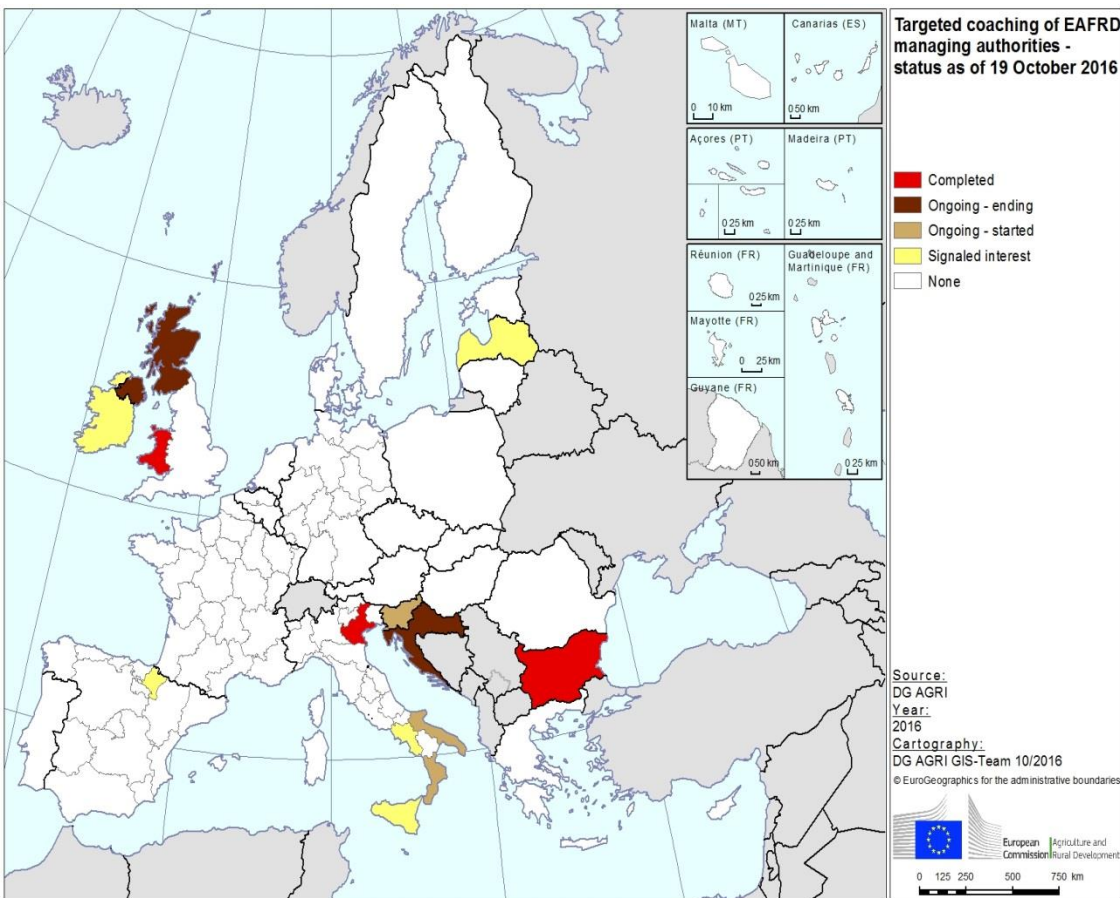 Malta (MT)
0 10 km
Canarias (ES)
0 50 km
Açores (PT)
0 25 km
0 25 km
Madeira (PT)
0 25 km
Réunion (FR)
0 25 km
Guadeloupe and
Martinique (FR)
Mayotte (FR)
0 25 km
Guyane (FR)
0 50 km
0 25 km
Targeted coaching of EAFRD
managing authorities -
status as of 19 October 2016
Completed
Ongoing - ending
Ongoing - started
Signaled interest
None
Source:
DG AGRI
Year:
2016
Cartography:
DG AGRI GIS-Team 10/2016
© EuroGeographics for the administrative boundaries
European
Commission
Agriculture and
Rural Development
0 125 250 500 750 km